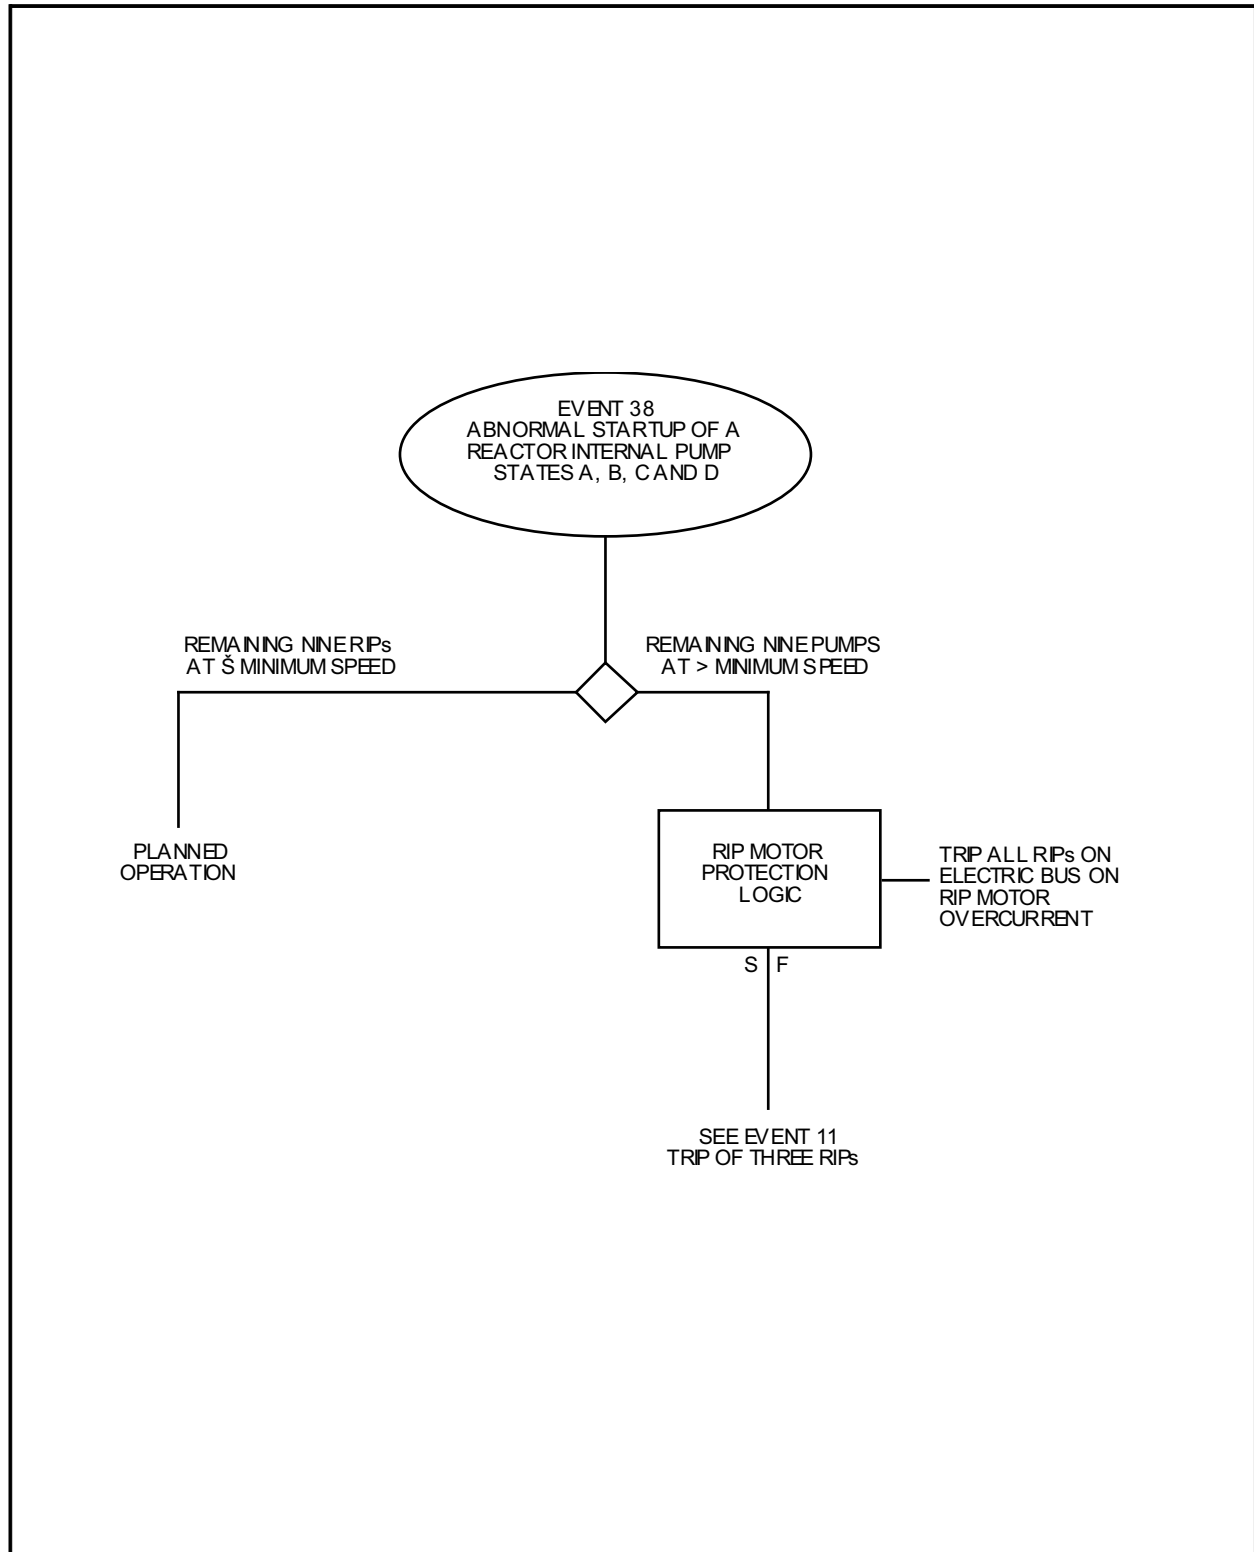 EVENT 38
ABNORMAL STARTUP OF A
REACTOR INTERNAL PUMP
STATES A, B, C AND D
REMAINING NINE RIPs
AT Š MINIMUM SPEED
REMAINING NINE PUMPS
AT > MINIMUM SPEED
PLANNED
OPERATION
RIP MOTOR
PROTECTION
LOGIC
TRIP ALL RIPs ON
ELECTRIC BUS ON
RIP MOTOR
OVERCURRENT
S F
SEE EVENT 11
TRIP OF THREE RIPs